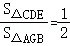 S△CDE/S△AGB = 1/2